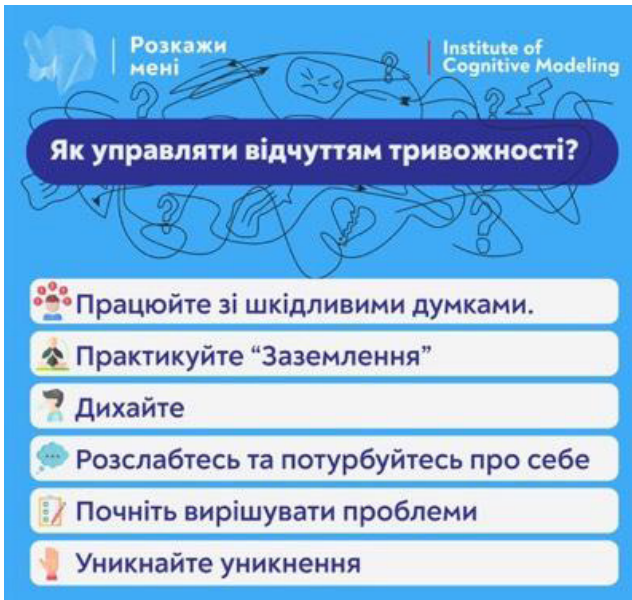 Розкажи
мені
Institute of
Cognitive Modeling
Як управляти відчуттям тривожності?
Працюйте зі шкідливими думками.
Практикуйте “Заземлення”
Дихайте
Розслабтесь та потурбуйтесь про себе
Почніть вирішувати проблеми
Уникнайте уникнення